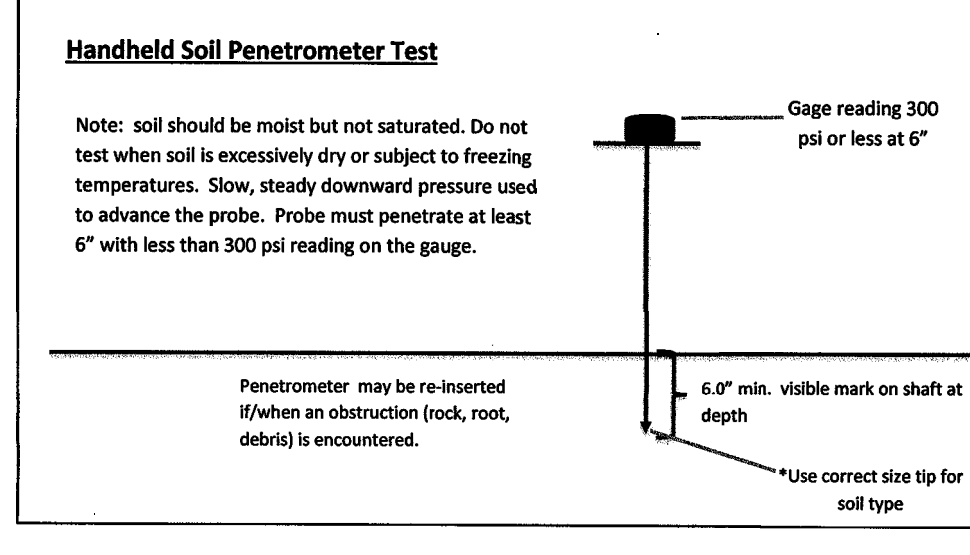 Handheld Soil Penetrometer Test
Note: soil should be moist but not saturated. Do not
test when soil is excessively dry or subject to freezing
temperatures. Slow, steady downward pressure used
to advance the probe. Probe must penetrate at least
6” with less than 300 psi reading on the gauge.
Gage reading 300
psi or less at 6”
Penetrometer may be re-inserted
if/when an obstruction (rock, root,
debris) is encountered.
6.0” min. visible mark on shaft at
depth
*Use correct size tip for
soil type